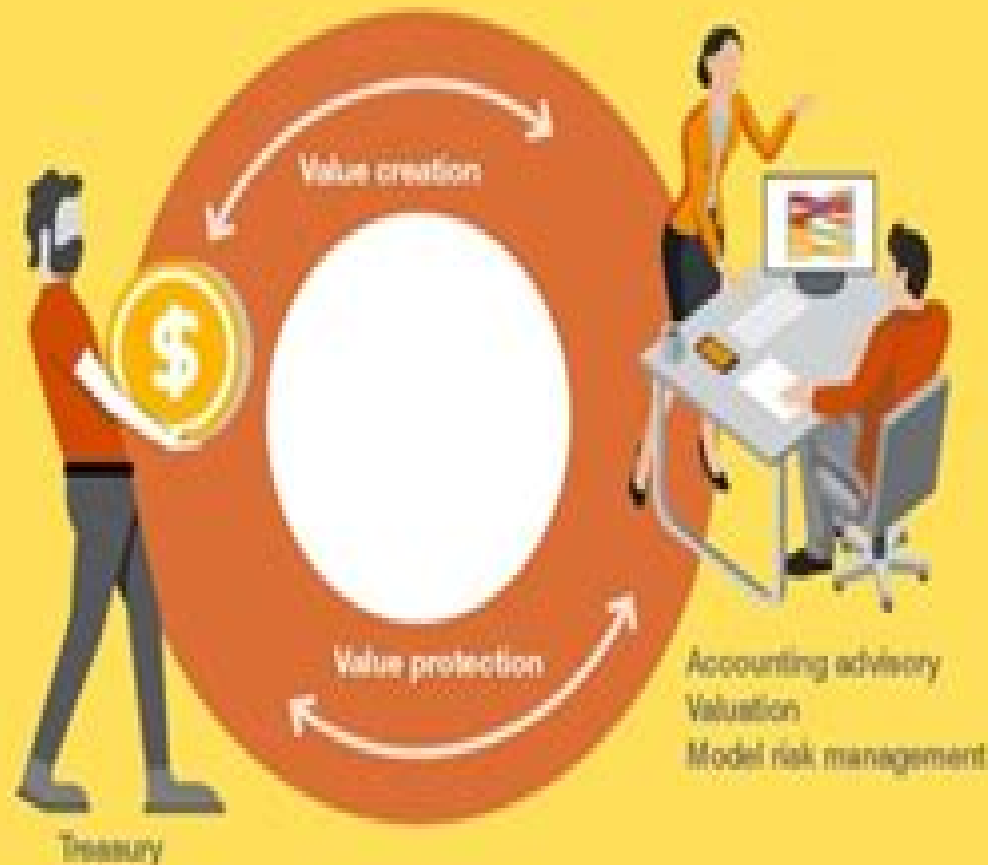 Value creation
$
Value protection
Accounting advisory
Valuation
Model risk management
Treasury